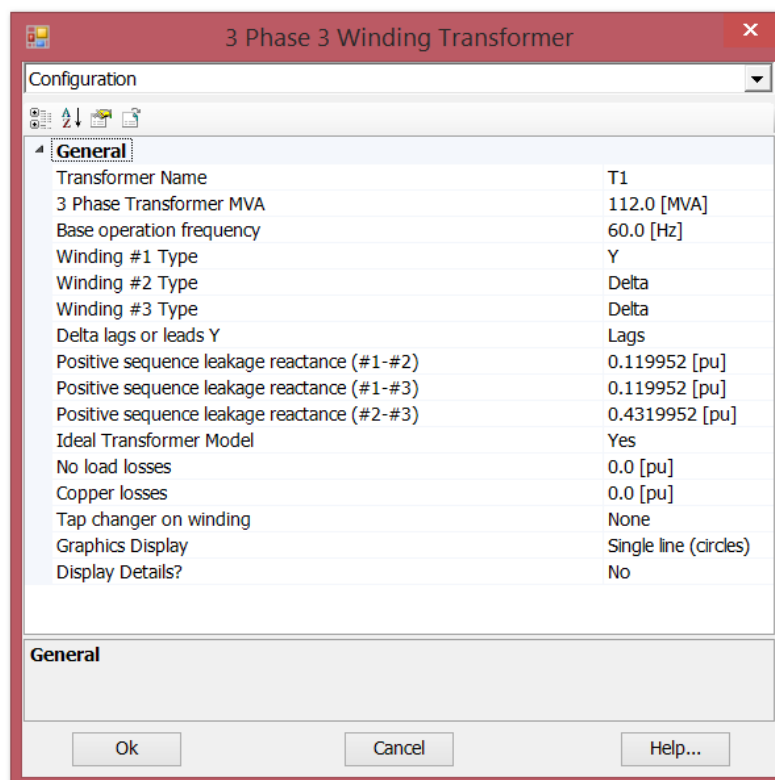 3 Phase 3 Winding Transformer
Configuration
General
Transformer Name T1
3 Phase Transformer MVA 112.0 [MVA]
Base operation frequency 60.0 [Hz]
Winding #1 Type Y
Winding #2 Type Delta
Winding #3 Type Delta
Delta lags or leads Y Lags
Positive sequence leakage reactance (#1-#2) 0.119952 [pu]
Positive sequence leakage reactance (#1-#3) 0.119952 [pu]
Positive sequence leakage reactance (#2-#3) 0.4319952 [pu]
Ideal Transformer Model Yes
No load losses 0.0 [pu]
Copper losses 0.0 [pu]
Tap changer on winding None
Graphics Display Single line (circles)
Display Details? No
General
Ok Cancel Help...